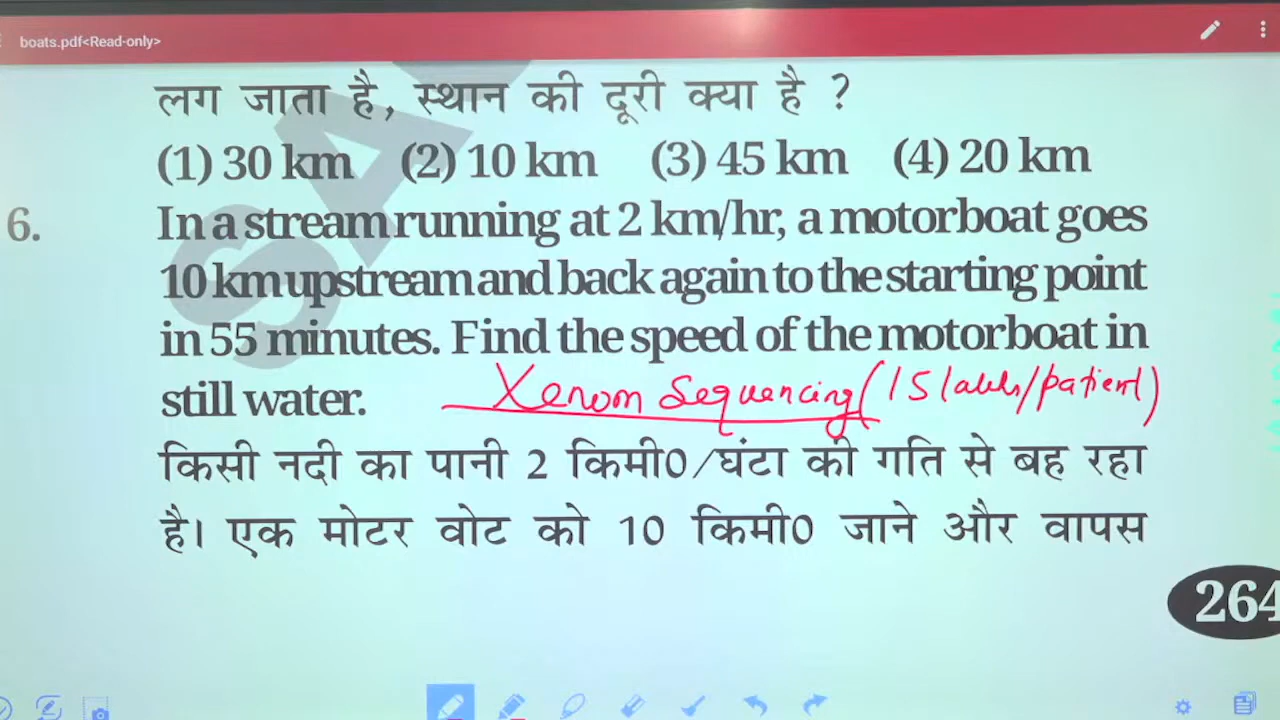 boats.pdf<Read-only>
लग जाता है, स्थान की दूरी क्या है ?
(1) 30 km (2) 10 km (3) 45 km (4) 20 km
6. In a stream running at 2 km/hr, a motorboat goes
10 km upstream and back again to the starting point
in 55 minutes. Find the speed of the motorboat in
still water. Xenom Sequencing (15 lakhs/patient)
किसी नदी का पानी 2 किमी0/घंटा की गति से बह रहा
है। एक मोटर वोट को 10 किमी0 जाने और वापस
264